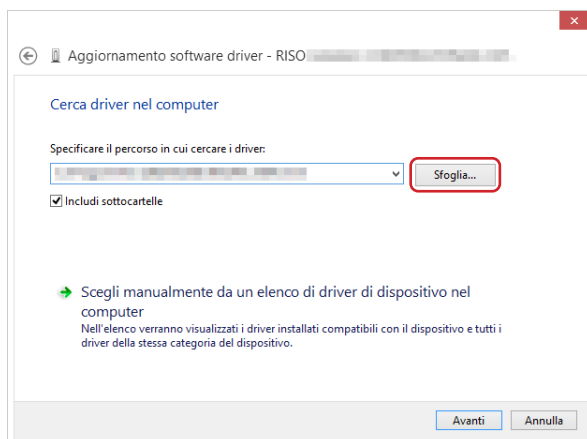 Aggiornamento software driver - RISO
Cerca driver nel computer
Specificare il percorso in cui cercare i driver:
Sfoglia...
Includi sottocartelle
Scegli manualmente da un elenco di driver di dispositivo nel
computer
Nell'elenco verranno visualizzati i driver installati compatibili con il dispositivo e tutti i
driver della stessa categoria del dispositivo.
Avanti Annulla